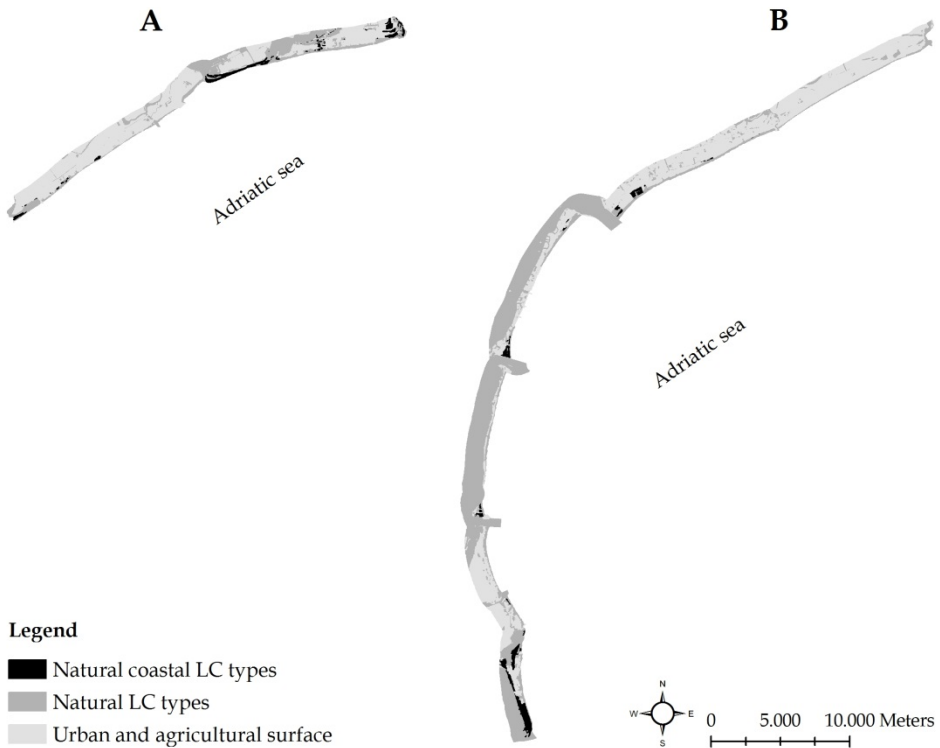 A
B
Adriatic sea
Adriatic sea
Legend
Natural coastal LC types
Natural LC types
Urban and agricultural surface
N
W E
S
0 5.000 10.000 Meters